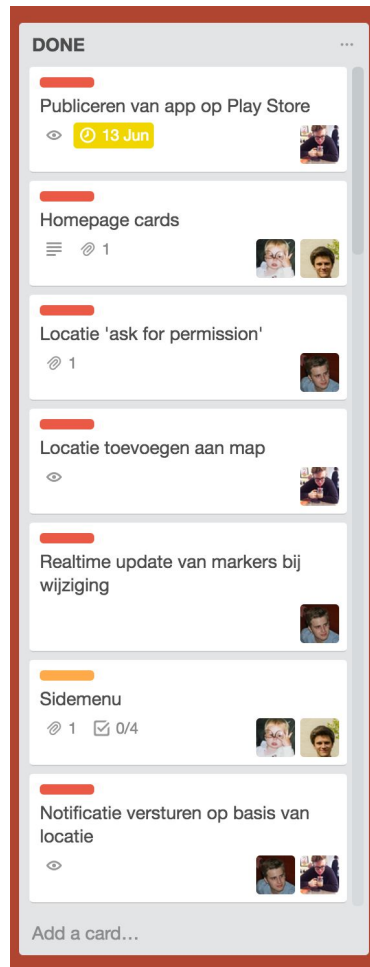 DONE
Publiceren van app op Play Store
13 Jun
Homepage cards
1
Locatie 'ask for permission'
1
Locatie toevoegen aan map
Realtime update van markers bij
wijziging
Sidemenu
1 0/4
Notificatie versturen op basis van
locatie
Add a card…